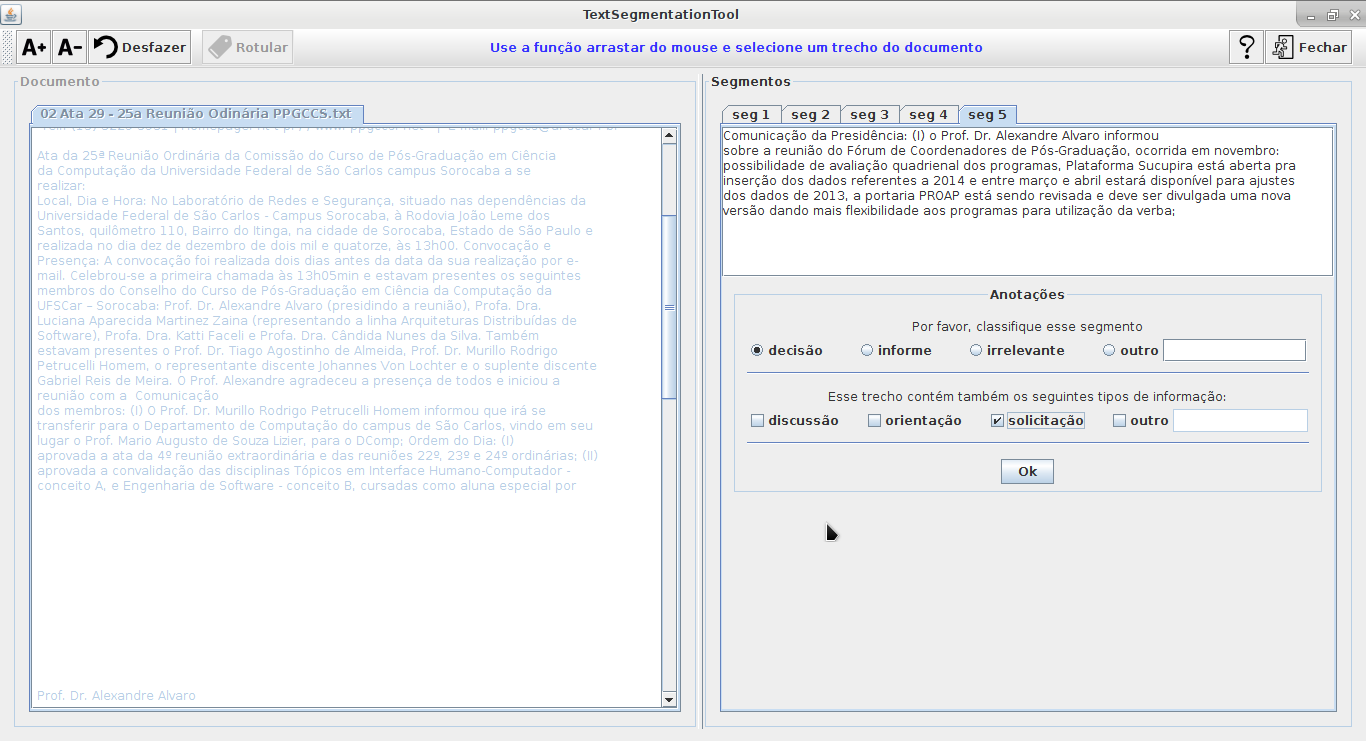 TextSegmentationTool
A+ A- Desfazer Rotular Use a função arrastar do mouse e selecione um trecho do documento ? Fechar
Documento
02 Ata 29 - 25a Reunião Odinária PPGCCS.txt
Ata da 25ª Reunião Ordinária da Comissão do Curso de Pós-Graduação em Ciência
da Computação da Universidade Federal de São Carlos campus Sorocaba a se
realizar:
Local, Dia e Hora: No Laboratório de Redes e Segurança, situado nas dependências da
Universidade Federal de São Carlos - Campus Sorocaba, à Rodovia João Leme dos
Santos, quilômetro 110, Bairro do Itinga, na cidade de Sorocaba, Estado de São Paulo e
realizada no dia dez de dezembro de dois mil e quatorze, às 13h00. Convocação e
Presença: A convocação foi realizada dois dias antes da data da sua realização por e-
mail. Celebrou-se a primeira chamada às 13h05min e estavam presentes os seguintes
membros do Conselho do Curso de Pós-Graduação em Ciência da Computação da
UFSCar – Sorocaba: Prof. Dr. Alexandre Alvaro (presidindo a reunião), Profa. Dra.
Luciana Aparecida Martinez Zaina (representando a linha Arquiteturas Distribuídas de
Software), Profa. Dra. Katti Faceli e Profa. Dra. Cândida Nunes da Silva. Também
estavam presentes o Prof. Dr. Tiago Agostinho de Almeida, Prof. Dr. Murillo Rodrigo
Petrucelli Homem, o representante discente Johannes Von Lochter e o suplente discente
Gabriel Reis de Meira. O Prof. Alexandre agradeceu a presença de todos e iniciou a
reunião com a  Comunicação
dos membros: (I) O Prof. Dr. Murillo Rodrigo Petrucelli Homem informou que irá se
transferir para o Departamento de Computação do campus de São Carlos, vindo em seu
lugar o Prof. Mario Augusto de Souza Lizier, para o DComp; Ordem do Dia: (I)
aprovada a ata da 4º reunião extraordinária e das reuniões 22º, 23º e 24º ordinárias; (II)
aprovada a convalidação das disciplinas Tópicos em Interface Humano-Computador -
conceito A, e Engenharia de Software - conceito B, cursadas como aluna especial por
Prof. Dr. Alexandre Alvaro
Segmentos
seg 1 seg 2 seg 3 seg 4 seg 5
Comunicação da Presidência: (I) o Prof. Dr. Alexandre Alvaro informou
sobre a reunião do Fórum de Coordenadores de Pós-Graduação, ocorrida em novembro:
possibilidade de avaliação quadrienal dos programas, Plataforma Sucupira está aberta pra
inserção dos dados referentes a 2014 e entre março e abril estará disponível para ajustes
dos dados de 2013, a portaria PROAP está sendo revisada e deve ser divulgada uma nova
versão dando mais flexibilidade aos programas para utilização da verba;
Anotações
Por favor, classifique esse segmento
decisão informe irrelevante outro
Esse trecho contém também os seguintes tipos de informação:
discussão orientação solicitação outro
Ok